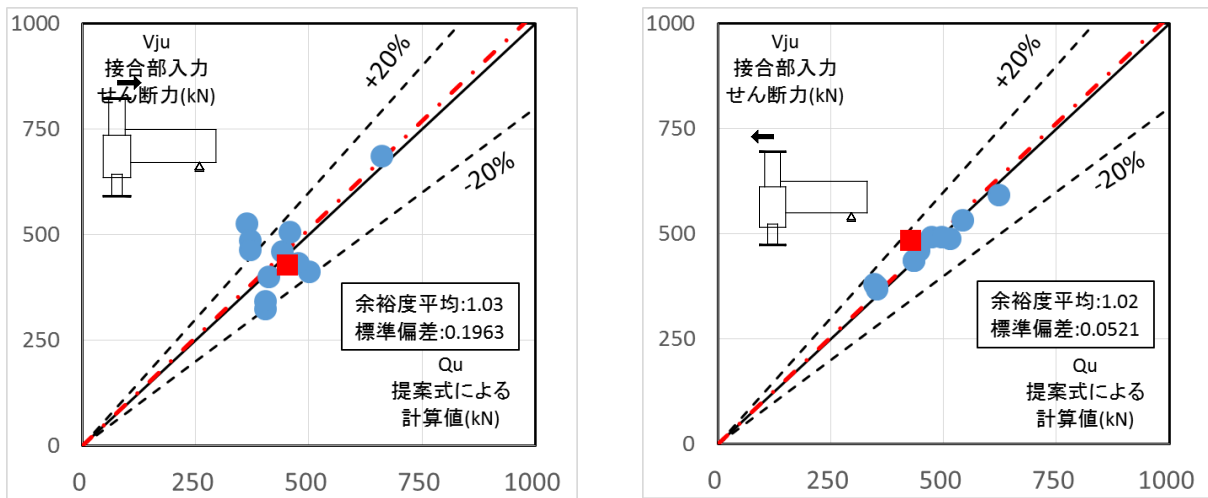 1000
Vju
接合部入力
せん断力(kN)
+20%
750
-20%
500
余裕度平均:1.03
標準偏差:0.1963
250
Qu
提案式による
計算値(kN)
0
0 250 500 750 1000
1000
Vju
接合部入力
せん断力(kN)
+20%
750
-20%
500
余裕度平均:1.02
標準偏差:0.0521
250
Qu
提案式による
計算値(kN)
0
0 250 500 750 1000